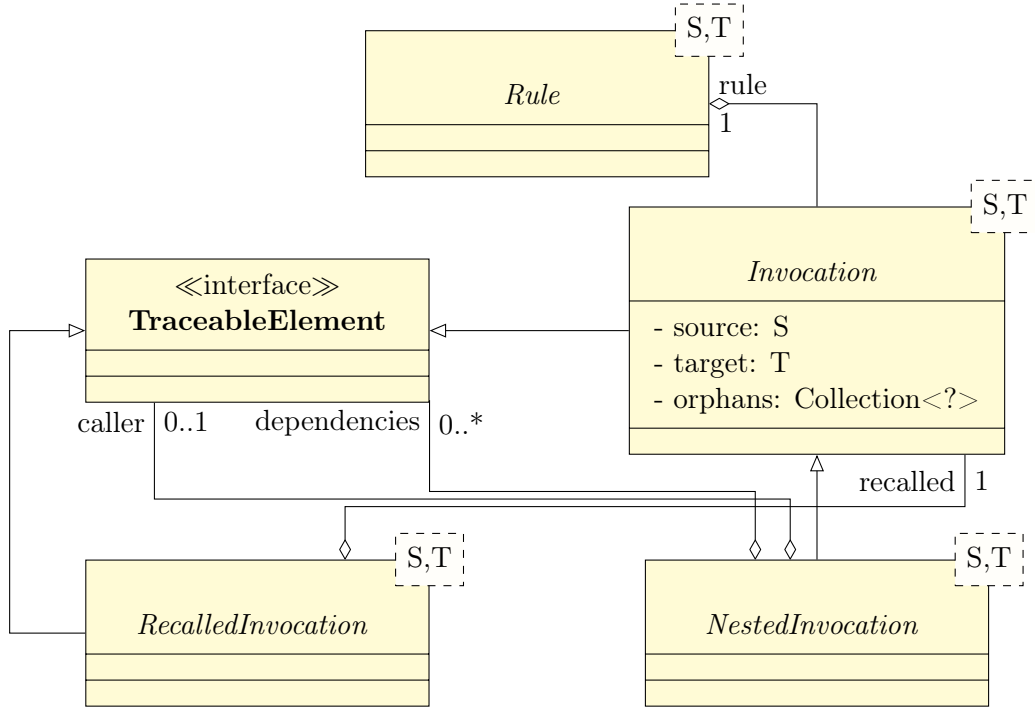 S,T
Rule
rule
1
S,T
Invocation
- source: S
- target: T
- orphans: Collection<?>
≪interface≫
TraceableElement
caller
0..1
dependencies
0..*
recalled
1
S,T
RecalledInvocation
S,T
NestedInvocation